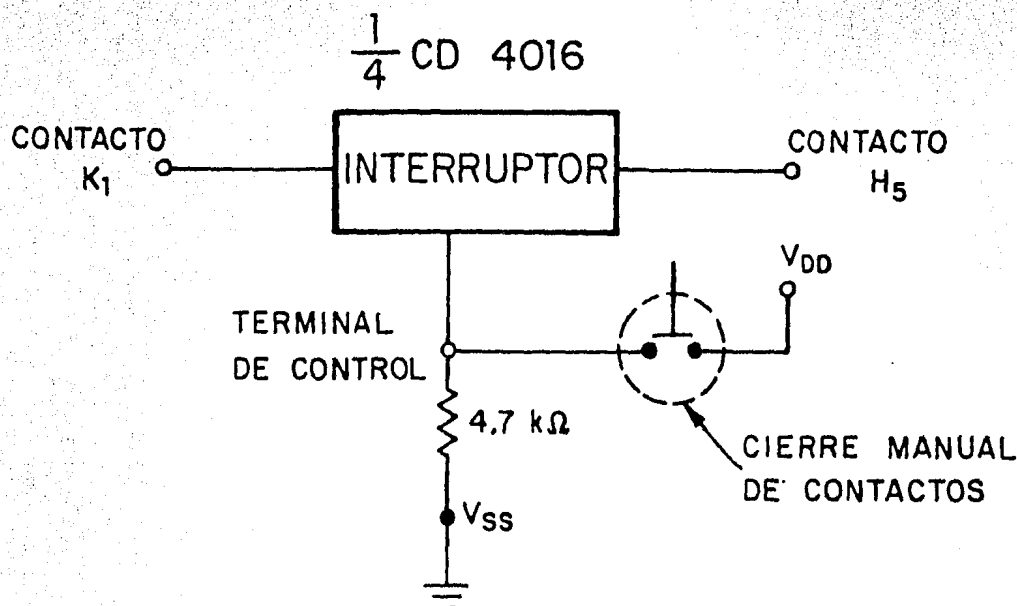 1/4 CD 4016
CONTACTO
K1
INTERRUPTOR
CONTACTO
H5
VDD
TERMINAL
DE CONTROL
4.7 kΩ
CIERRE MANUAL
DE CONTACTOS
VSS